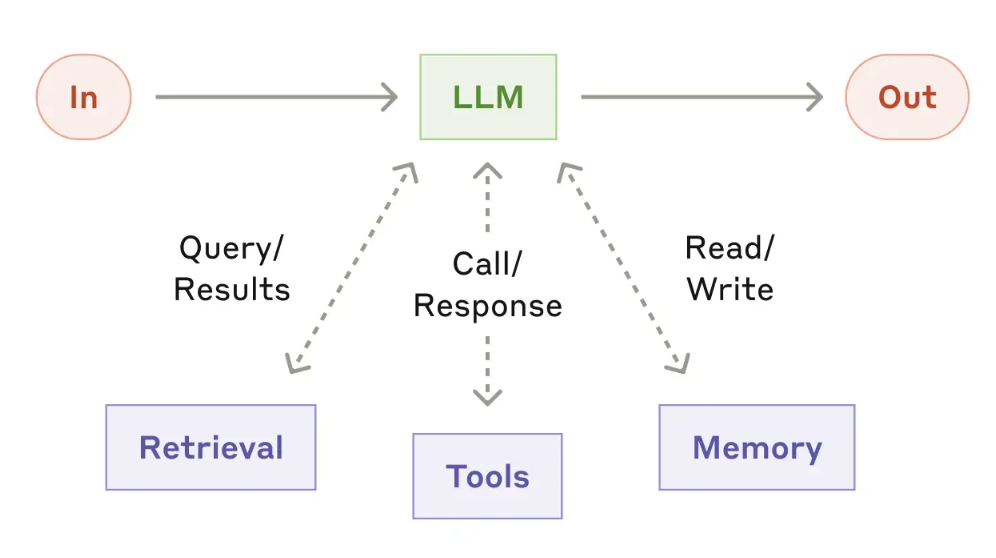 In
LLM
Out
Query/
Results
Call/
Response
Read/
Write
Retrieval
Tools
Memory